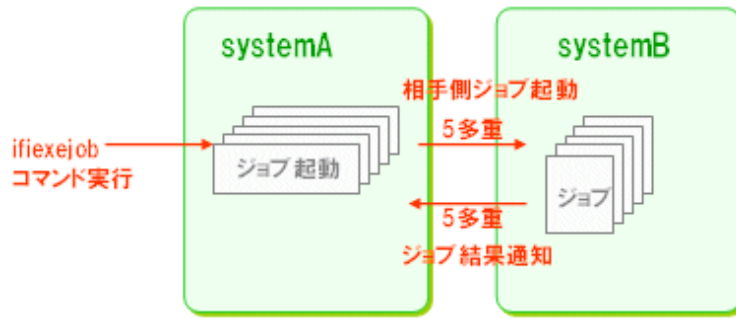 systemA
systemB
相手側ジョブ起動
5多重
ifiexejob
コマンド実行
ジョブ起動
ジョブ
5多重
ジョブ結果通知